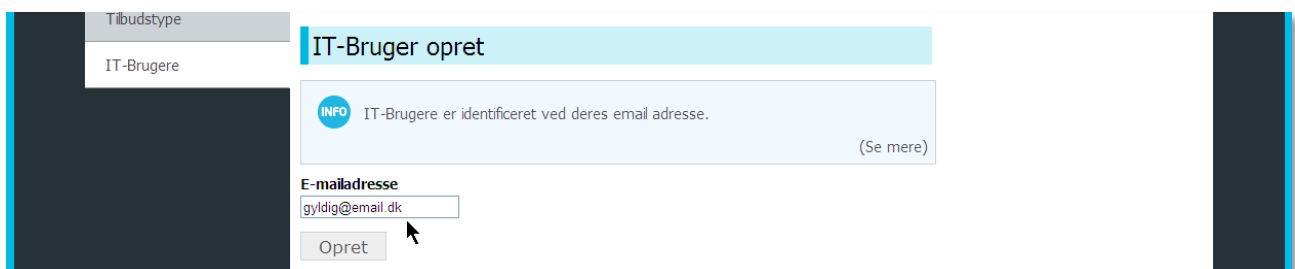 Tilbudstype
IT-Brugere
IT-Bruger opret
INFO IT-Brugere er identificeret ved deres email adresse.
(Se mere)
E-mailadresse
gyldig@email.dk
Opret